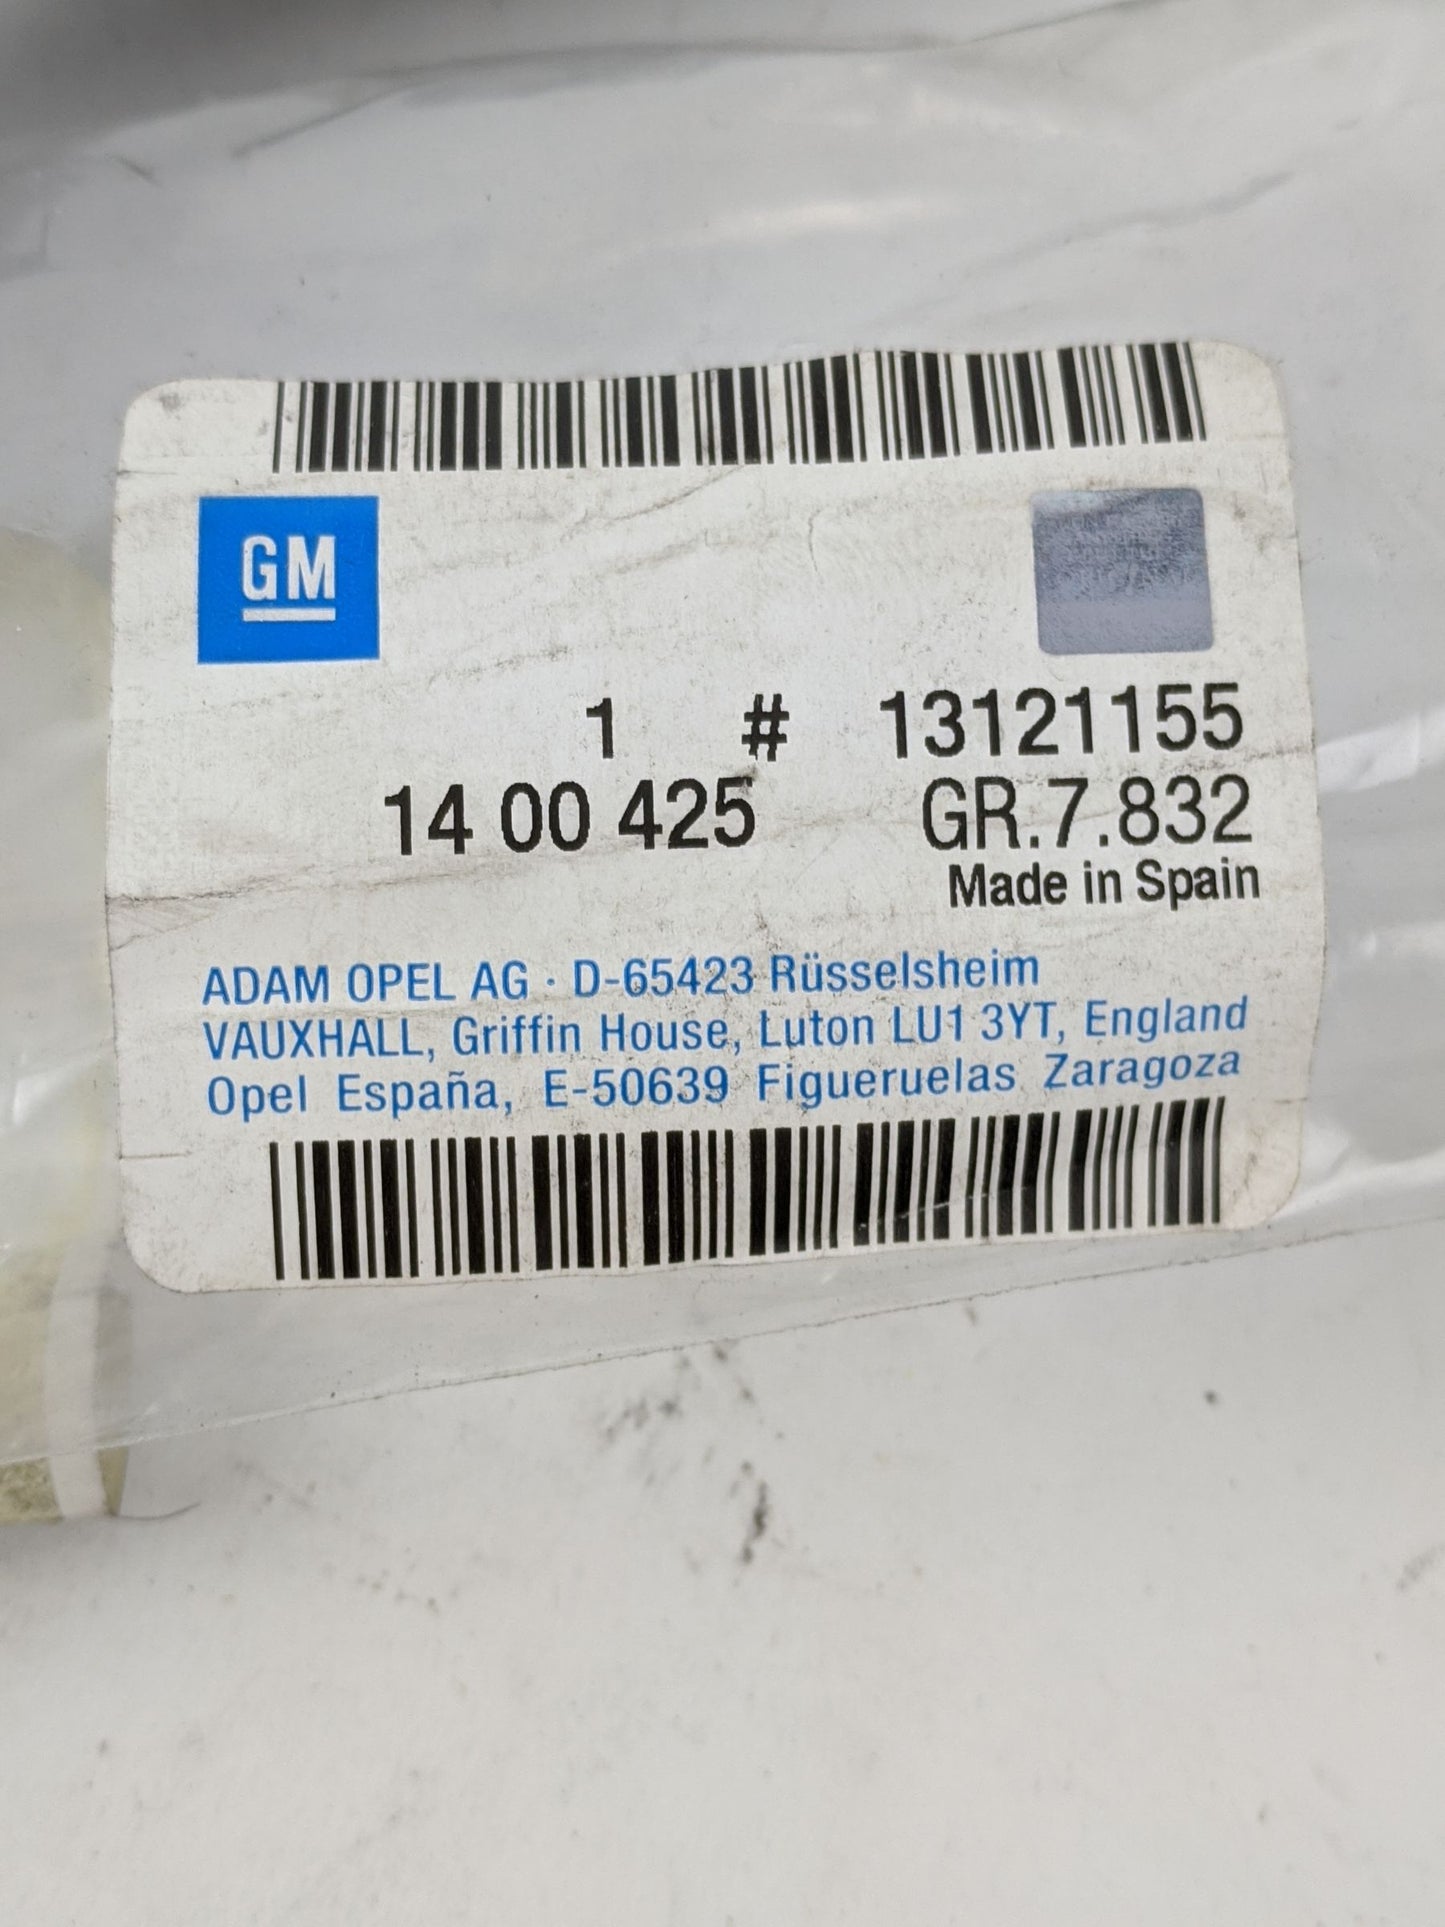 GM
1 # 13121155
14 00 425 GR.7.832
Made in Spain
ADAM OPEL AG · D-65423 Rüsselsheim
VAUXHALL, Griffin House, Luton LU1 3YT, England
Opel España, E-50639 Figueruelas Zaragoza